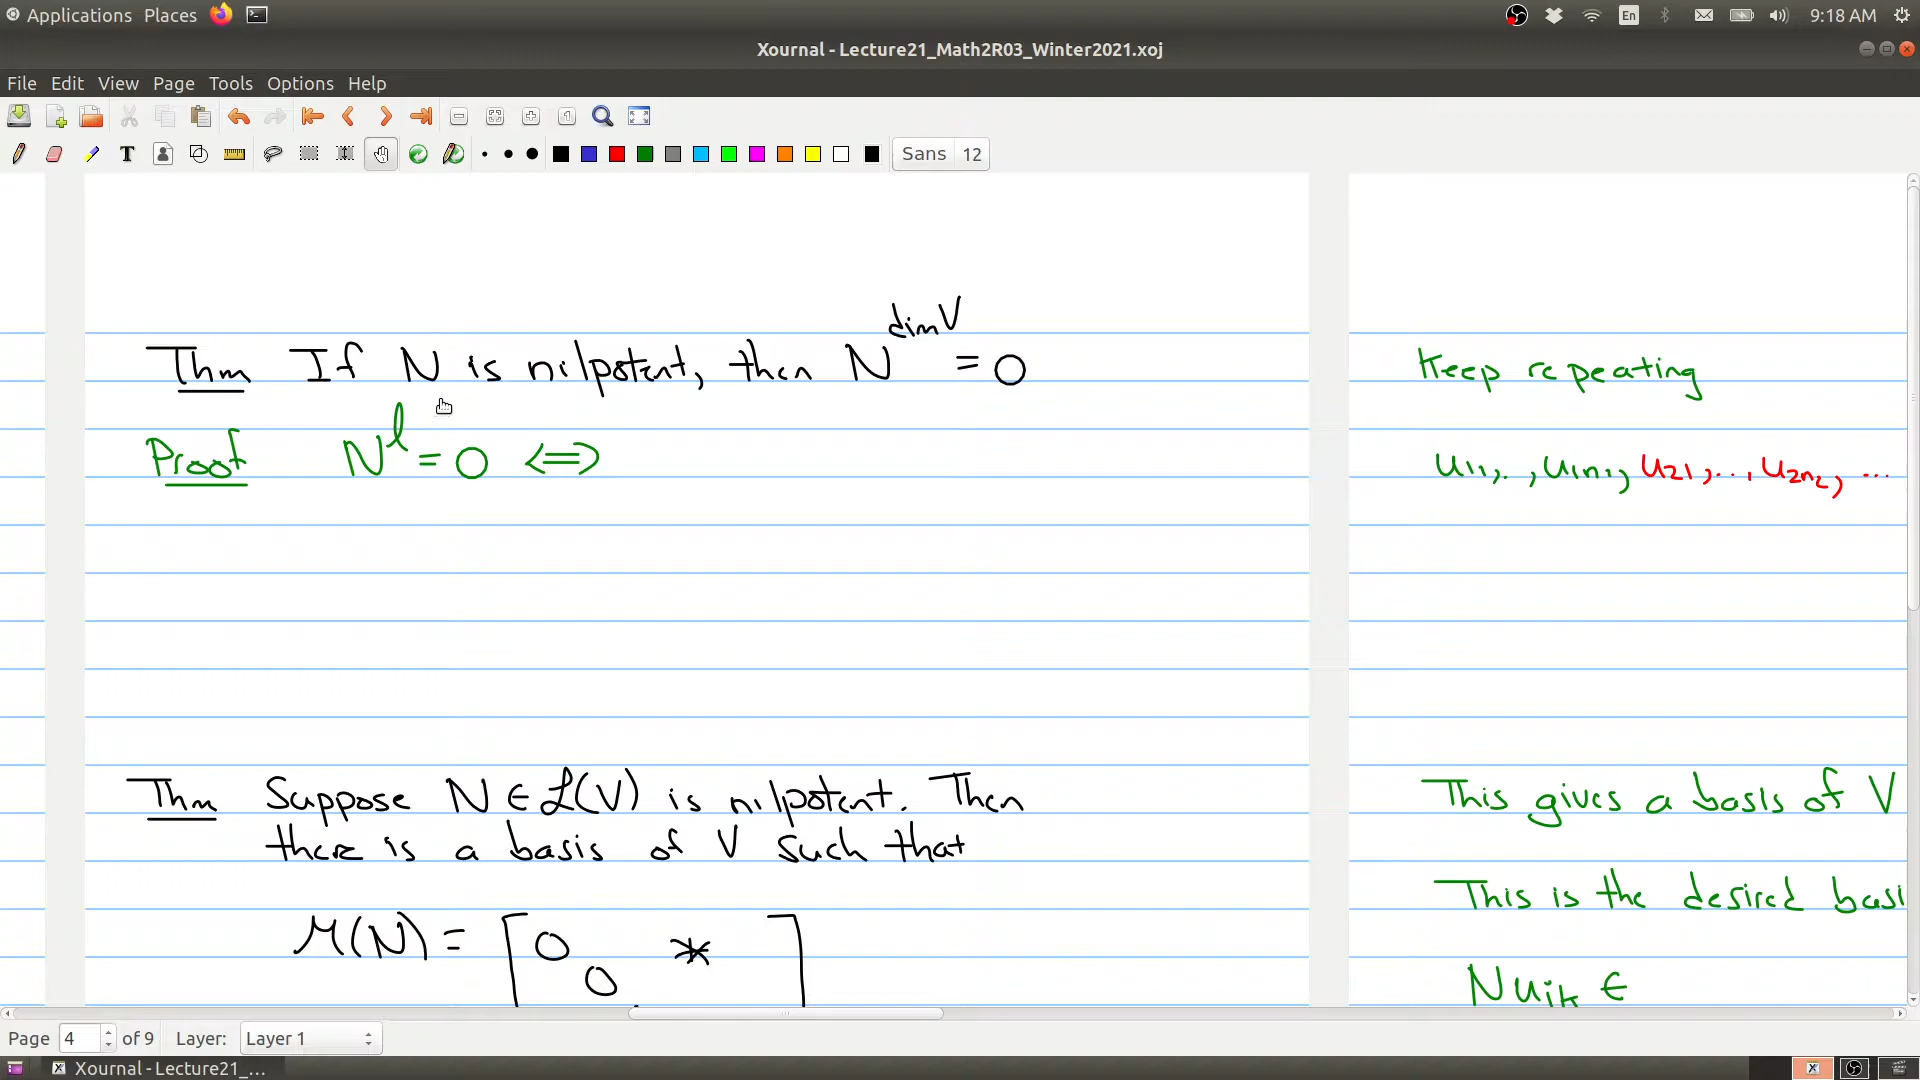 Applications Places En 9:18 AM
Xournal - Lecture21_Math2R03_Winter2021.xoj
File Edit View Page Tools Options Help
Sans 12
Thm If N is nilpotent, then N^dim V = 0
Proof N^l = 0 <=>
Thm Suppose N ∈ ℒ(V) is nilpotent. Then
there is a basis of V such that
M(N) = [ 0 *
0
Keep repeating
u11, . , u1n1, u21, .. , u2n2, ...
This gives a basis of V
This is the desired basi
Nuik ∈
Page 4 of 9 Layer: Layer 1
Xournal - Lecture21_...